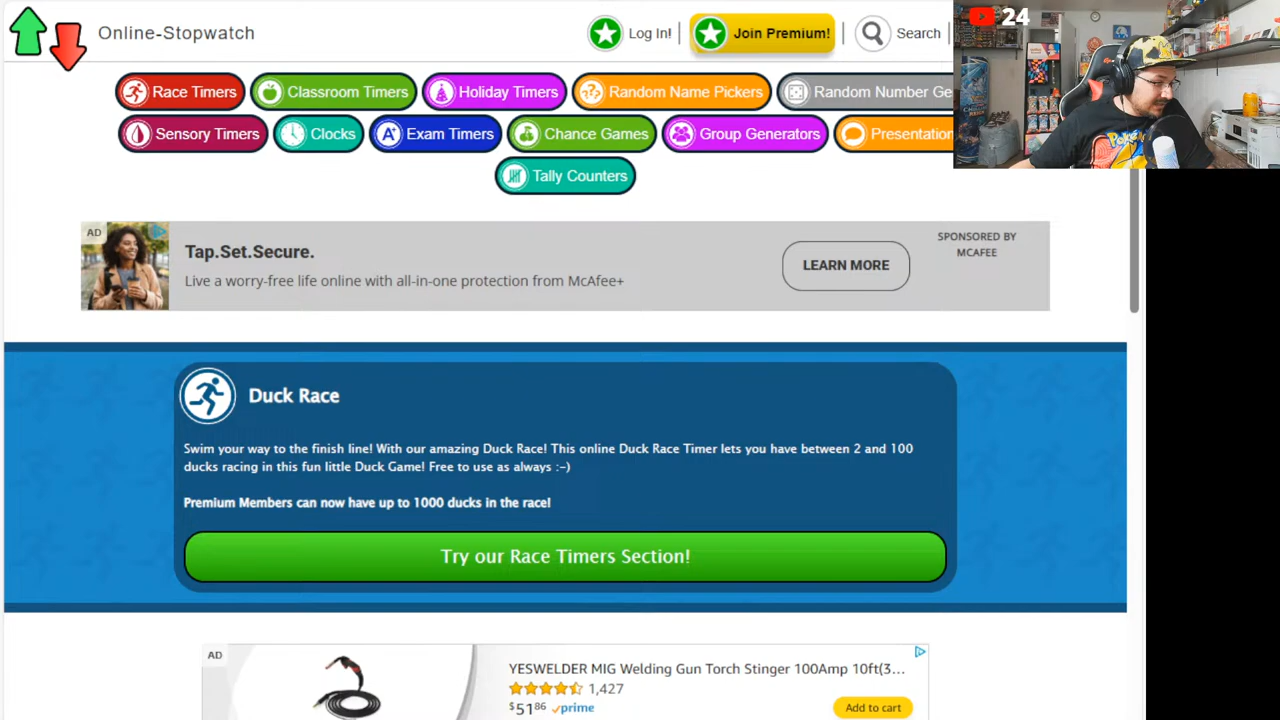 Online-Stopwatch
Log In!
Join Premium!
Search
24
Race Timers
Classroom Timers
Holiday Timers
Random Name Pickers
Random Number Ge
Sensory Timers
Clocks
Exam Timers
Chance Games
Group Generators
Presentation
Tally Counters
AD
Tap.Set.Secure.
Live a worry-free life online with all-in-one protection from McAfee+
LEARN MORE
SPONSORED BY
MCAFEE
Duck Race
Swim your way to the finish line! With our amazing Duck Race! This online Duck Race Timer lets you have between 2 and 100
ducks racing in this fun little Duck Game! Free to use as always :-)
Premium Members can now have up to 1000 ducks in the race!
Try our Race Timers Section!
AD
YESWELDER MIG Welding Gun Torch Stinger 100Amp 10ft(3...
1,427
$51 86 prime
Add to cart